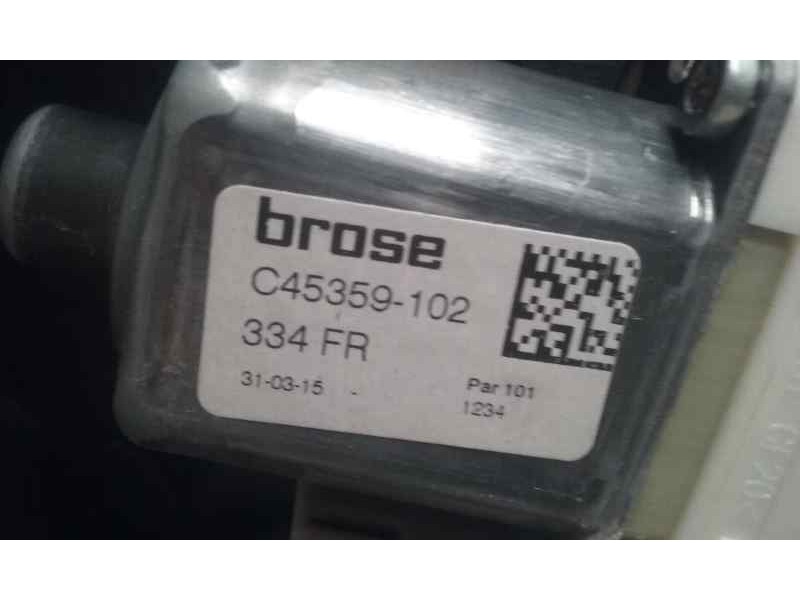 brose
C45359-102
334 FR
31-03-15 - Par 101
1234